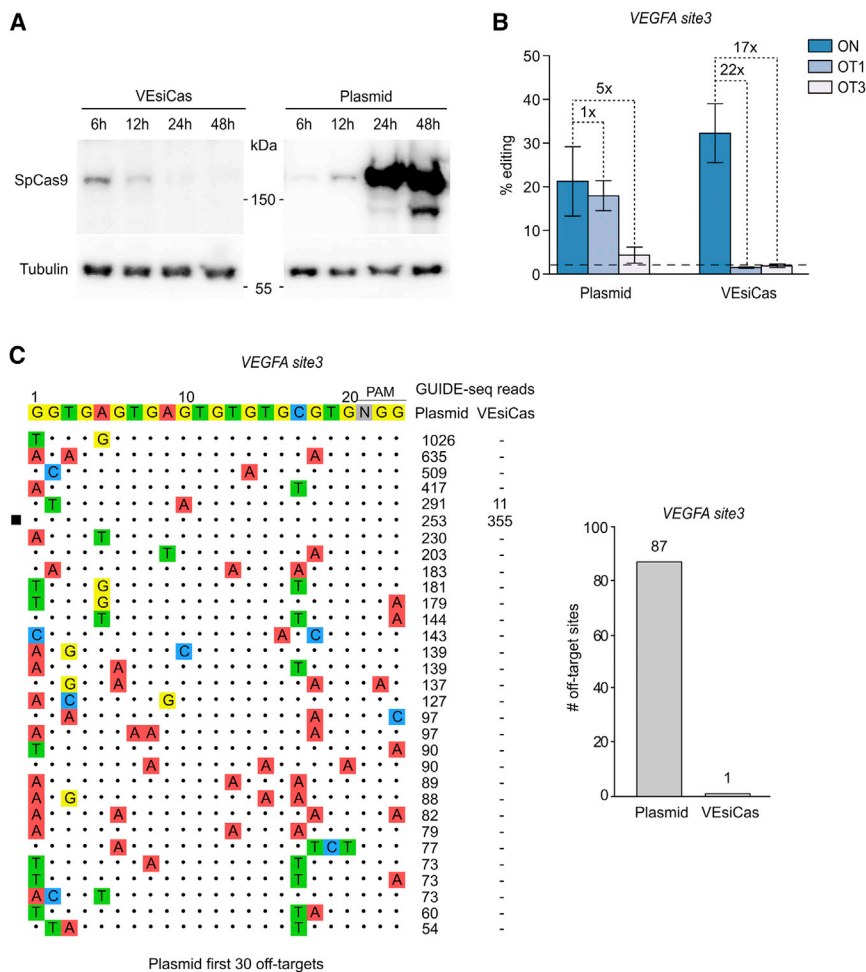 A
VEsiCas
Plasmid
6h 12h 24h 48h
kDa
6h 12h 24h 48h
SpCas9
- 150 -
Tubulin
- 55 -
B
VEGFA site3
% editing
50
40
30
20
10
0
1x
5x
22x
17x
Plasmid
VEsiCas
ON
OT1
OT3
C
VEGFA site3
1 10 20 PAM
GUIDE-seq reads
G G T G A G T G A G T G T G T G C G T G N G G
Plasmid VEsiCas
T G 1026 -
A A A 635 -
C A 509 -
A T 417 -
T A 291 11
253 355
A T 230 -
T A 203 -
A A A 183 -
T G T 181 -
T G A 179 -
T T A 144 -
C A C 143 -
A G C 139 -
A A T 139 -
G A A A 137 -
A C G 127 -
A A C 97 -
A A A A 97 -
T A 90 -
A A A 90 -
A A A 89 -
A G A A 88 -
A A A 82 -
A A A 79 -
A T C T 77 -
T A T 73 -
T T A 73 -
A C T 73 -
T T A 60 -
T A T 54 -
Plasmid first 30 off-targets
VEGFA site3
# off-target sites
100
80
60
40
20
0
87
1
Plasmid
VEsiCas